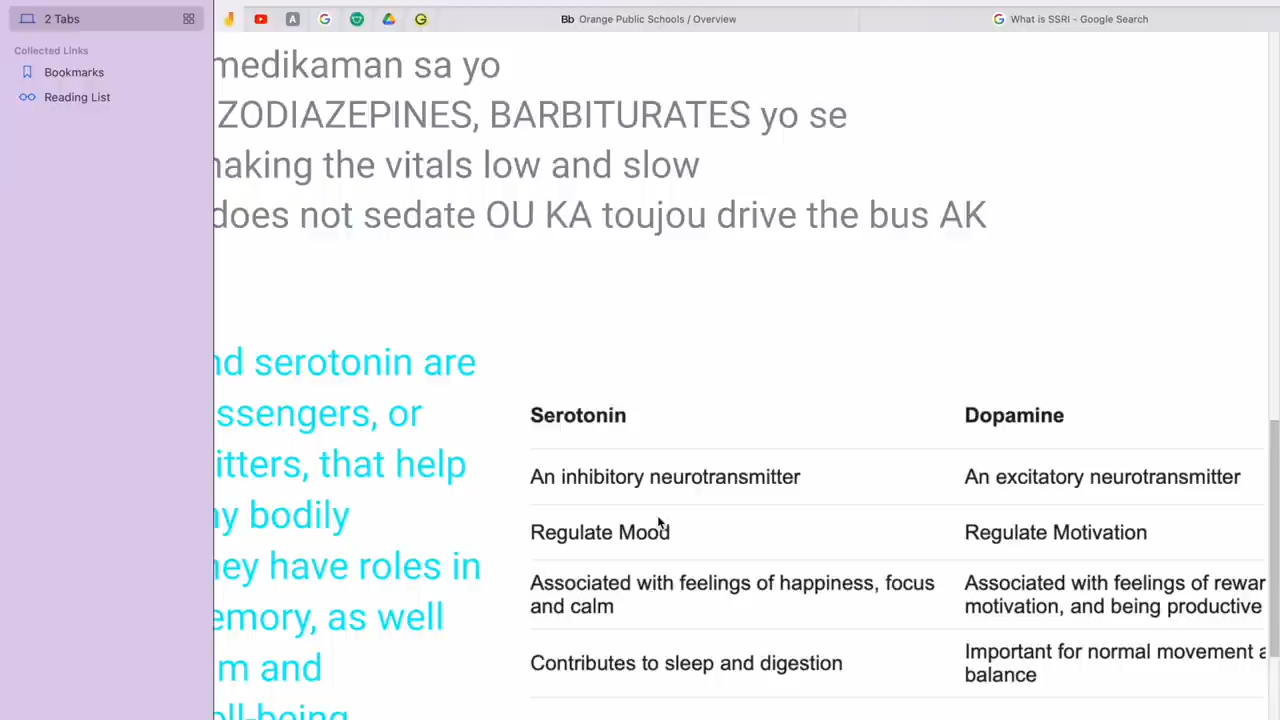 2 Tabs
Collected Links
Bookmarks
Reading List
A
G
Bb Orange Public Schools / Overview
G What is SSRI - Google Search
medikaman sa yo
ZODIAZEPINES, BARBITURATES yo se
naking the vitals low and slow
does not sedate OU KA toujou drive the bus AK
nd serotonin are
ssengers, or
itters, that help
ny bodily
hey have roles in
emory, as well
m and
ell-being
Serotonin Dopamine
An inhibitory neurotransmitter An excitatory neurotransmitter
Regulate Mood Regulate Motivation
Associated with feelings of happiness, focus Associated with feelings of rewar
and calm motivation, and being productive
Contributes to sleep and digestion Important for normal movement a
balance